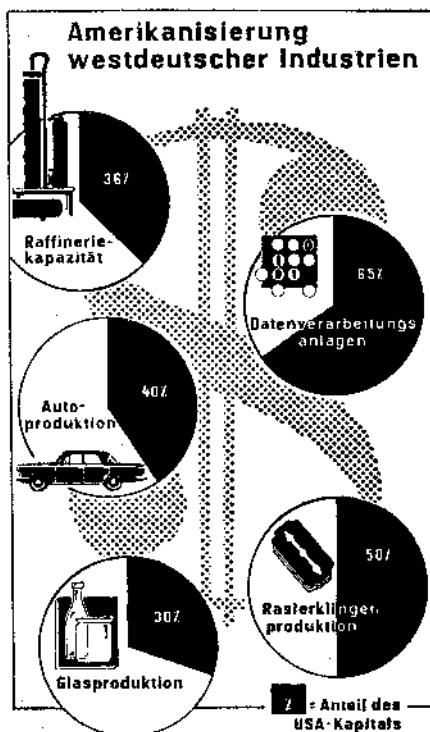 Amerikanisierung
westdeutscher Industrien
36%
Raffinerie-
kapazität
65%
Datenverarbeitungs
anlagen
40%
Auto-
produktion
50%
Rasierklingen
produktion
30%
Glasproduktion
% = Anteil des
USA-Kapitals